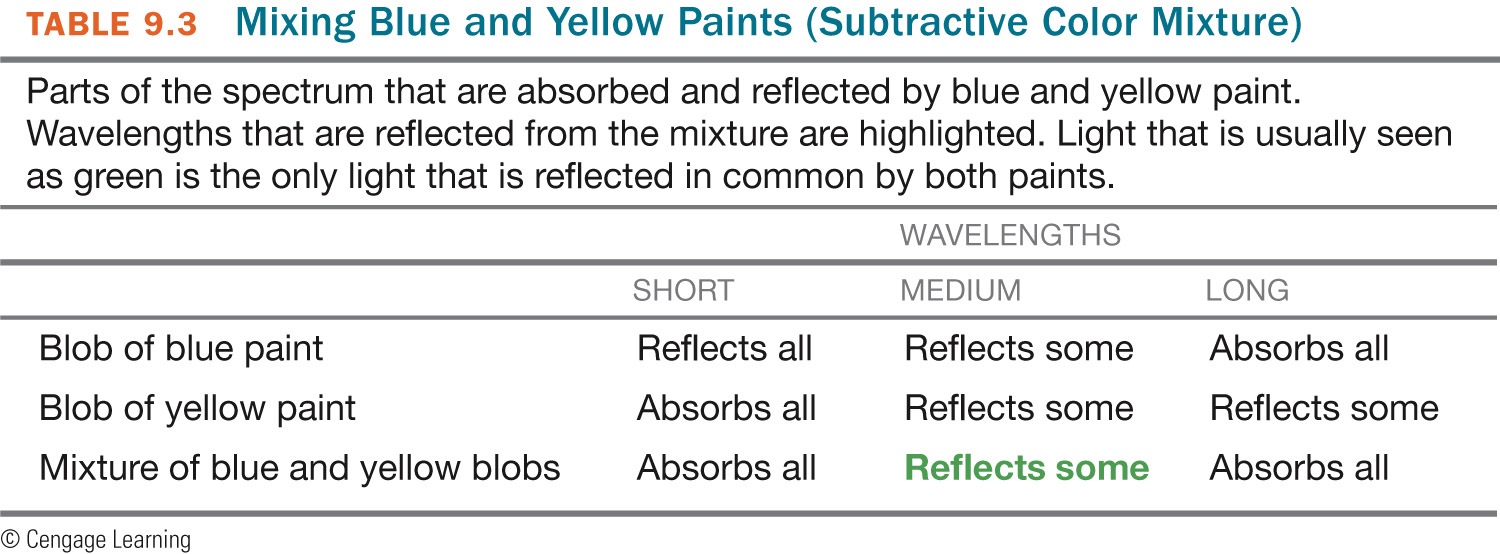 TABLE 9.3 Mixing Blue and Yellow Paints (Subtractive Color Mixture)
Parts of the spectrum that are absorbed and reflected by blue and yellow paint.
Wavelengths that are reflected from the mixture are highlighted. Light that is usually seen
as green is the only light that is reflected in common by both paints.
WAVELENGTHS
SHORT MEDIUM LONG
Blob of blue paint Reflects all Reflects some Absorbs all
Blob of yellow paint Absorbs all Reflects some Reflects some
Mixture of blue and yellow blobs Absorbs all Reflects some Absorbs all
© Cengage Learning